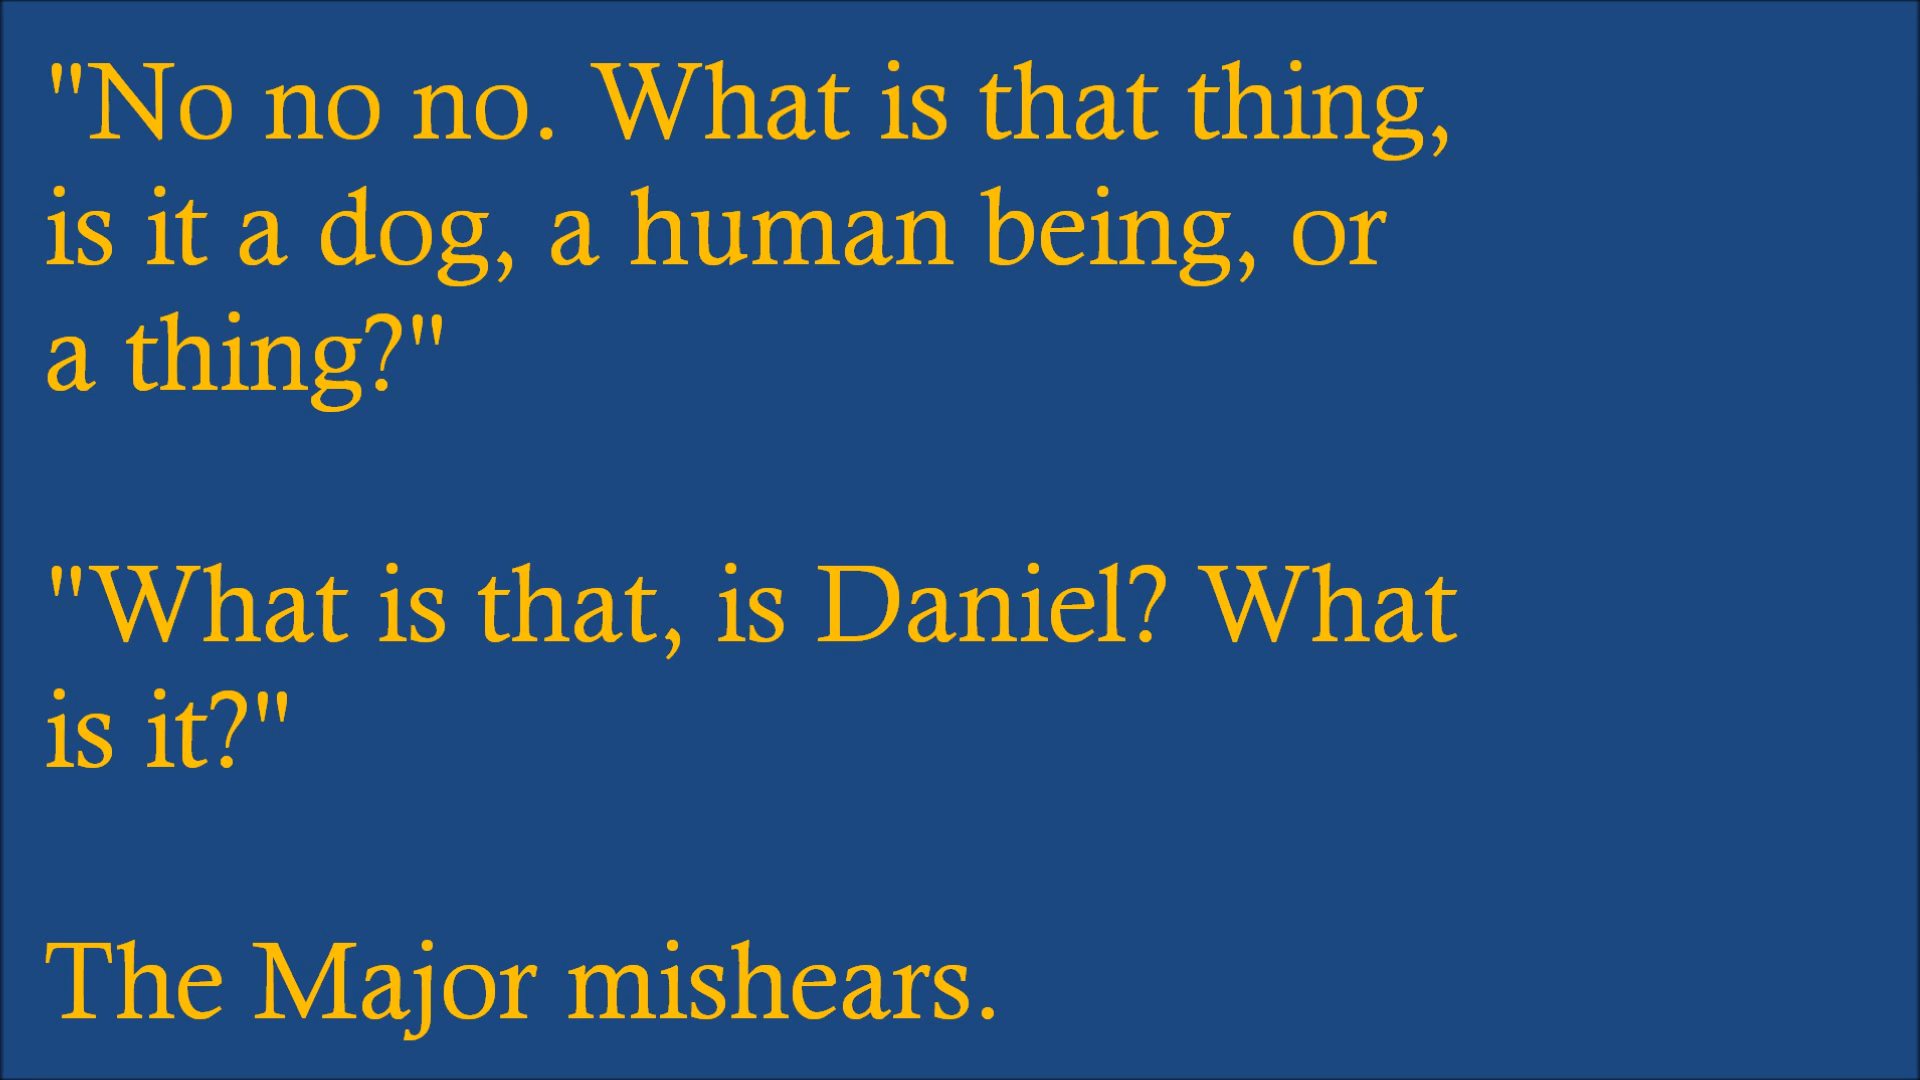 "No no no. What is that thing,
is it a dog, a human being, or
a thing?"
"What is that, is Daniel? What
is it?"
The Major mishears.